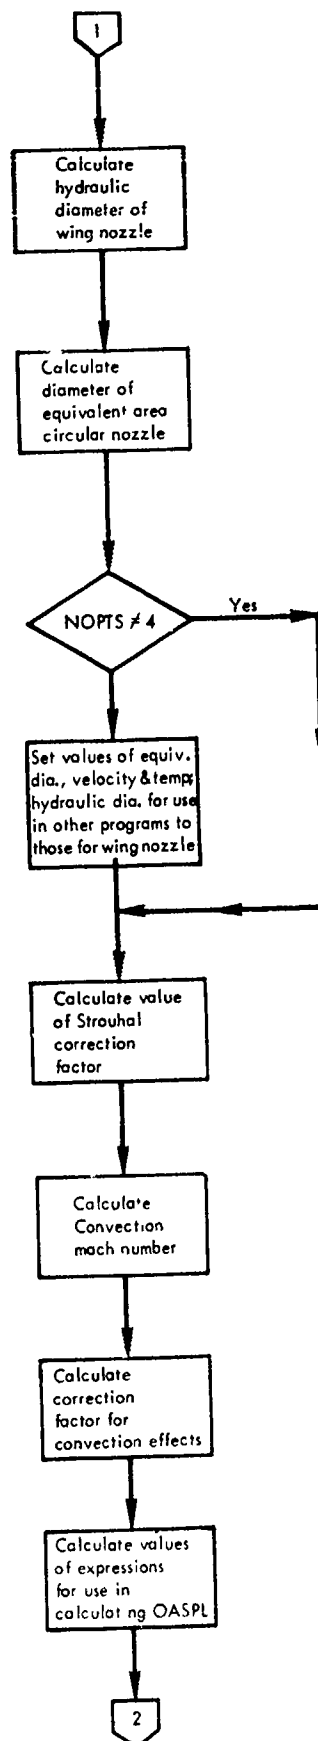 1
Calculate
hydraulic
diameter of
wing nozzle
Calculate
diameter of
equivalent area
circular nozzle
NOPTS ≠ 4
Yes
Set values of equiv.
dia., velocity & temp;
hydraulic dia. for use
in other programs to
those for wing nozzle
Calculate value
of Strouhal
correction
factor
Calculate
Convection
mach number
Calculate
correction
factor for
convection effects
Calculate values
of expressions
for use in
calculating OASPL
2